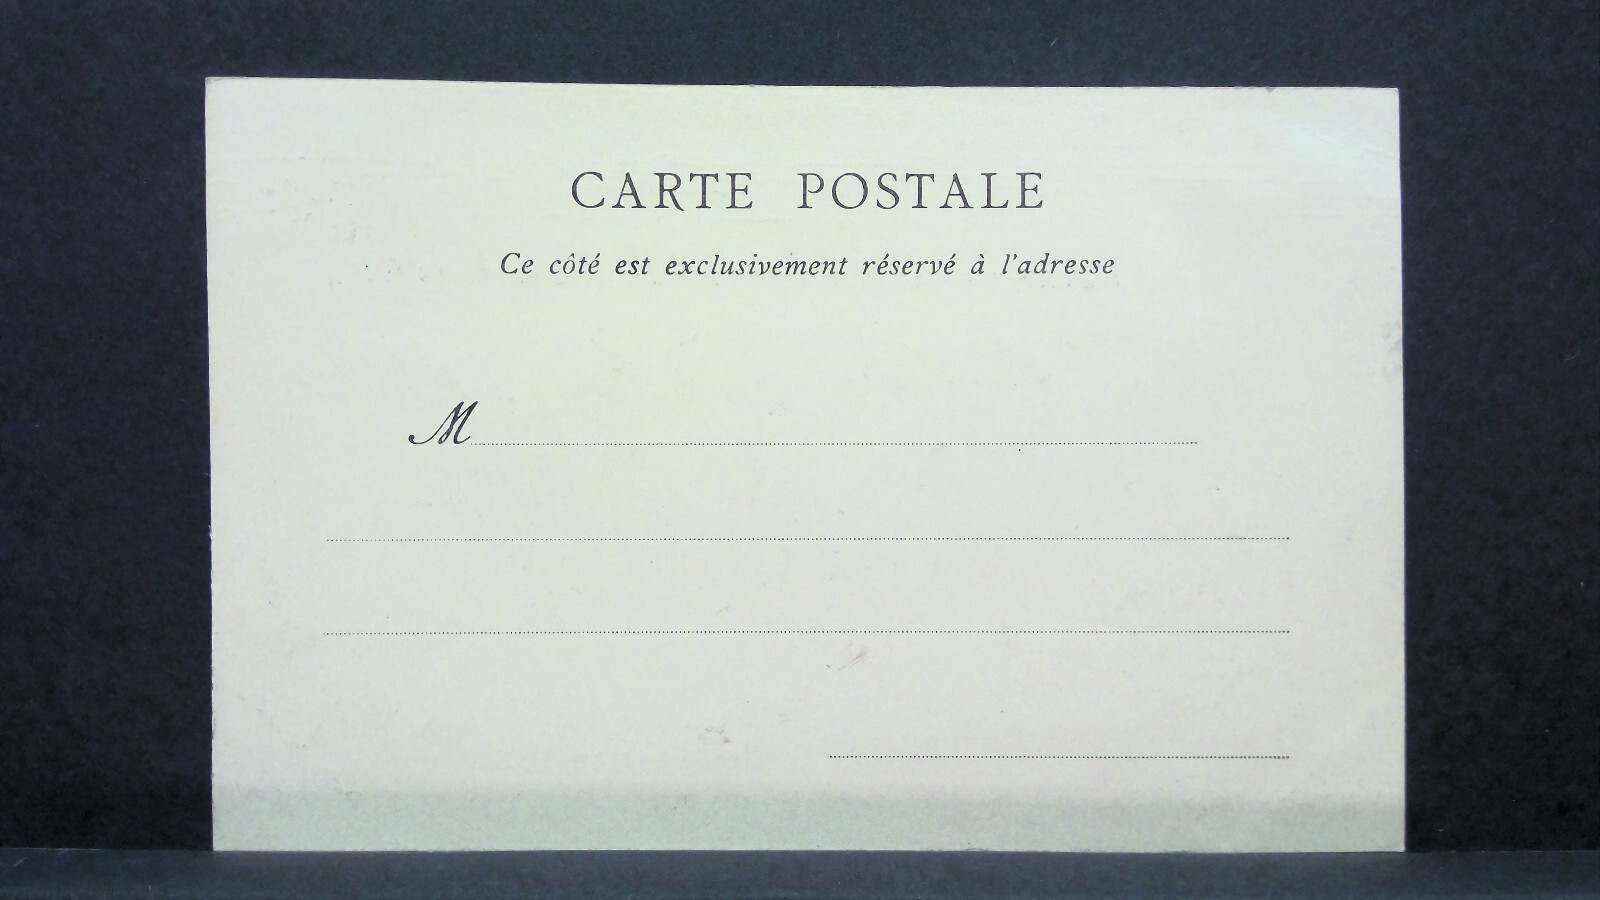 CARTE POSTALE
Ce côté est exclusivement réservé à l'adresse
M